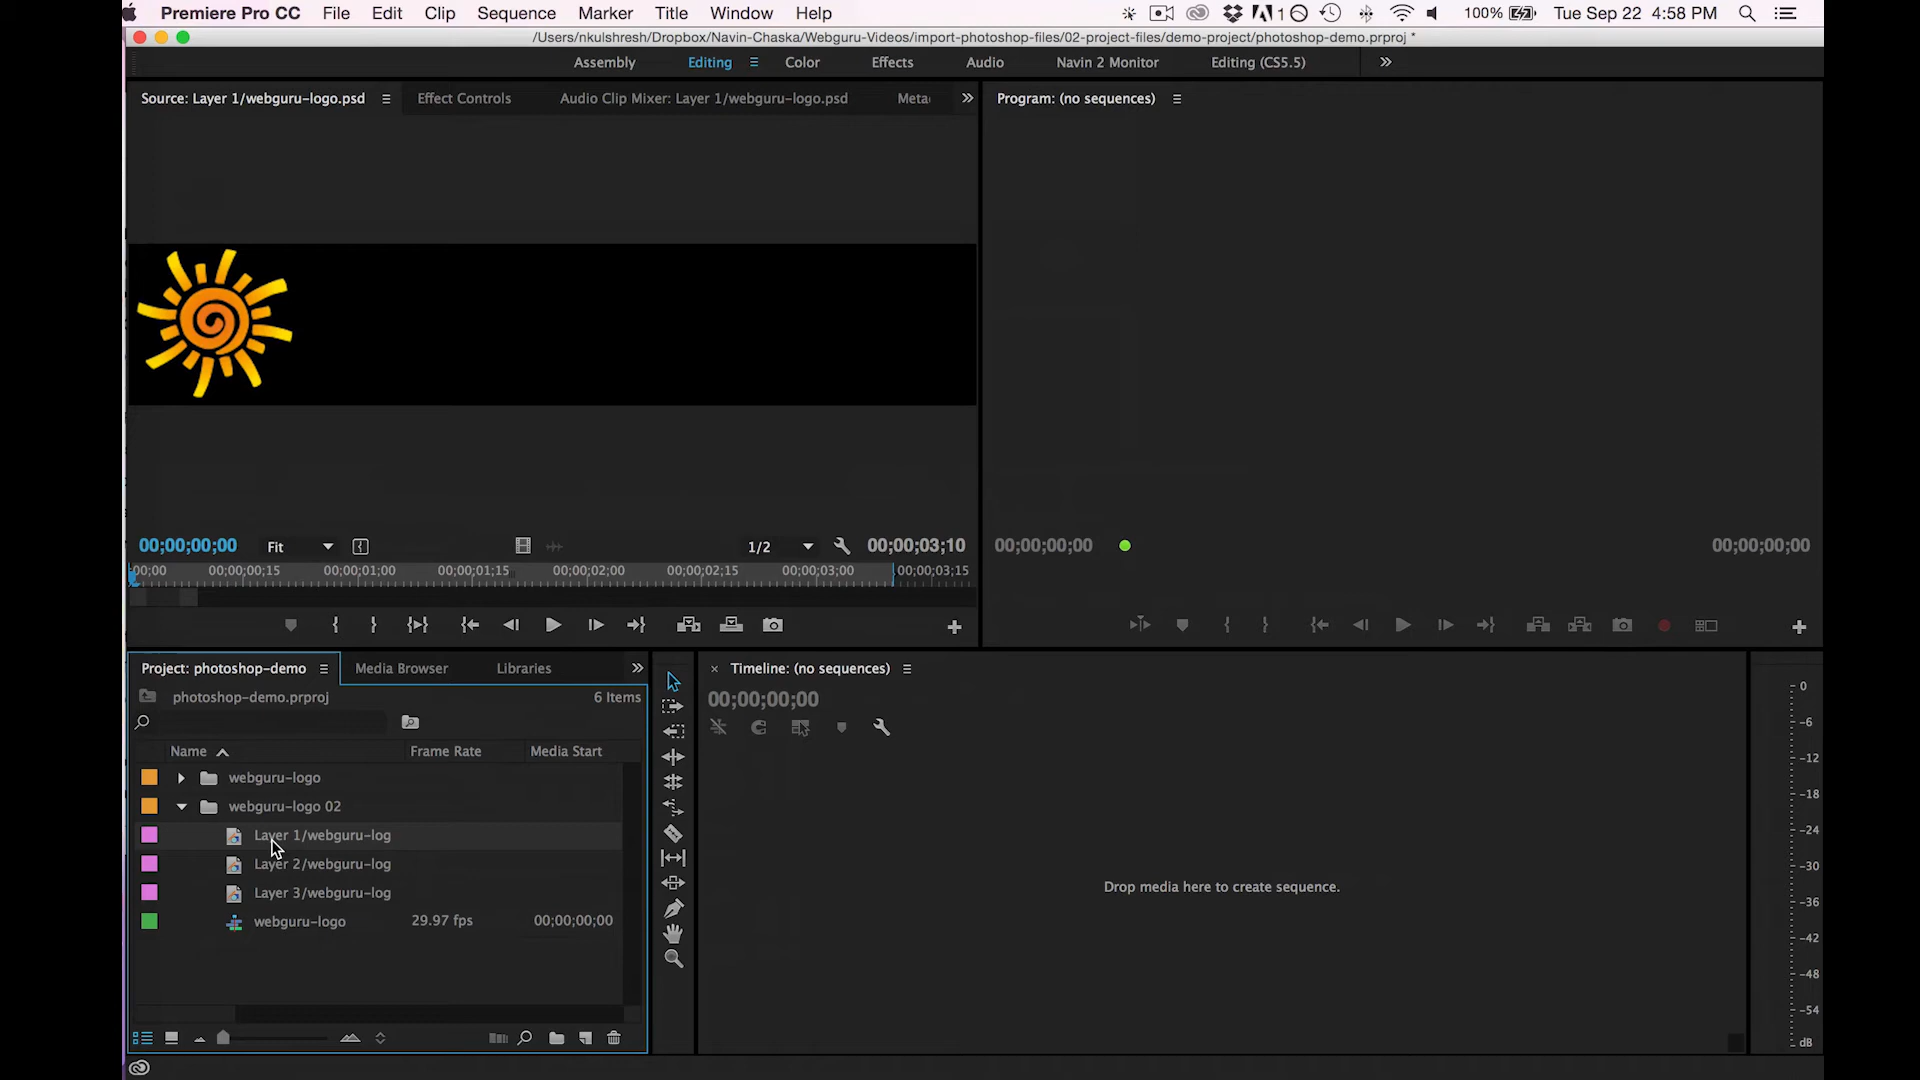 Premiere Pro CC File Edit Clip Sequence Marker Title Window Help 1 100% Tue Sep 22 4:58 PM
/Users/nkulshresh/Dropbox/Navin-Chaska/Webguru-Videos/import-photoshop-files/02-project-files/demo-project/photoshop-demo.prproj *
Assembly Editing Color Effects Audio Navin 2 Monitor Editing (CS5.5)
Source: Layer 1/webguru-logo.psd Effect Controls Audio Clip Mixer: Layer 1/webguru-logo.psd Meta
Program: (no sequences)
00;00;00;00 Fit 1/2 00;00;03;10
00;00;00;00 00;00;00;00
;00;00 00;00;00;15 00;00;01;00 00;00;01;15 00;00;02;00 00;00;02;15 00;00;03;00 00;00;03;15
Project: photoshop-demo Media Browser Libraries
photoshop-demo.prproj 6 Items
Name Frame Rate Media Start
webguru-logo
webguru-logo 02
Layer 1/webguru-log
Layer 2/webguru-log
Layer 3/webguru-log
webguru-logo 29.97 fps 00;00;00;00
Timeline: (no sequences)
00;00;00;00
Drop media here to create sequence.
0
-6
-12
-18
-24
-30
-36
-42
-48
-54
dB